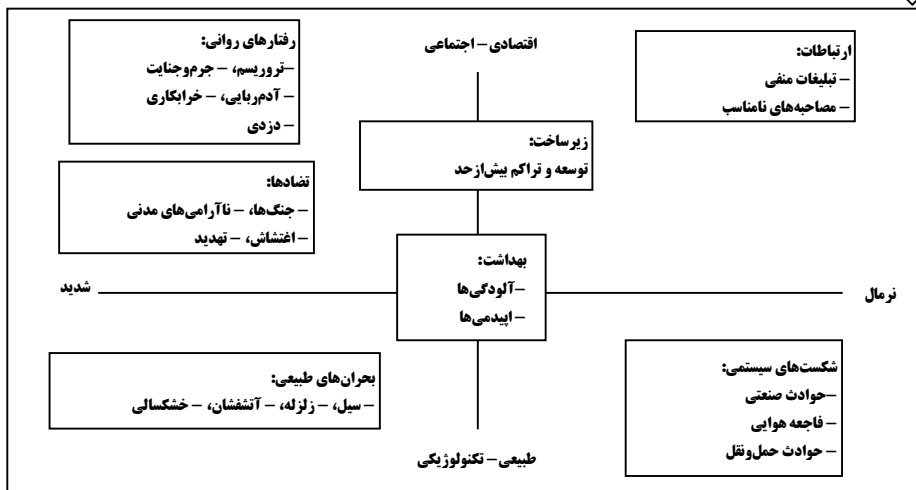 اقتصادی – اجتماعی
ارتباطات:
– تبلیغات منفی
– مصاحبه‌های نامناسب
رفتارهای روانی:
–تروریسم، – جرم‌وجنایت
– آدم‌ربایی، – خرابکاری
– دزدی
زیرساخت:
توسعه و تراکم بیش‌ازحد
تضادها:
– جنگ‌ها، – ناآرامی‌های مدنی
– اغتشاش، – تهدید
بهداشت:
–آلودگی‌ها
– اپیدمی‌ها
نرمال
شدید
شکست‌های سیستمی:
–حوادث صنعتی
– فاجعه هوایی
– حوادث حمل‌ونقل
بحران‌های طبیعی:
– سیل، – زلزله، – آتشفشان، – خشکسالی
طبیعی – تکنولوژیکی